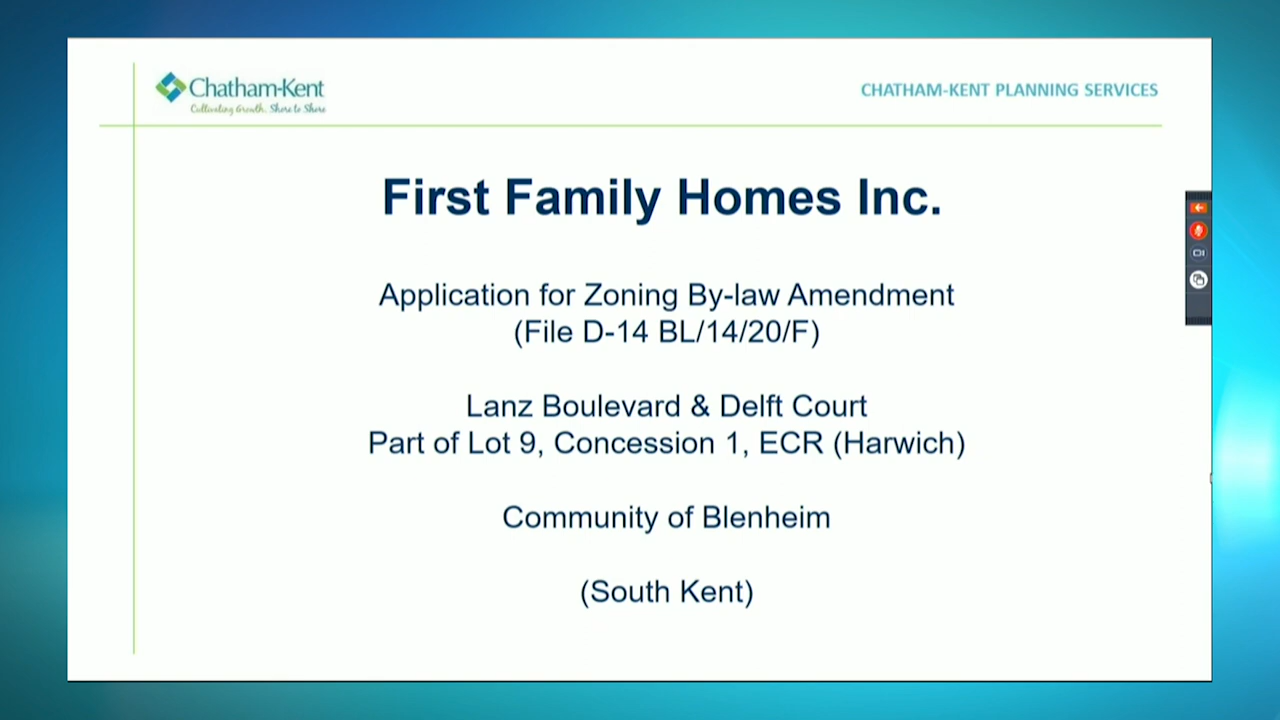 Chatham-Kent
Cultivating Growth, Shore to Shore
CHATHAM-KENT PLANNING SERVICES
First Family Homes Inc.
Application for Zoning By-law Amendment
(File D-14 BL/14/20/F)
Lanz Boulevard & Delft Court
Part of Lot 9, Concession 1, ECR (Harwich)
Community of Blenheim
(South Kent)